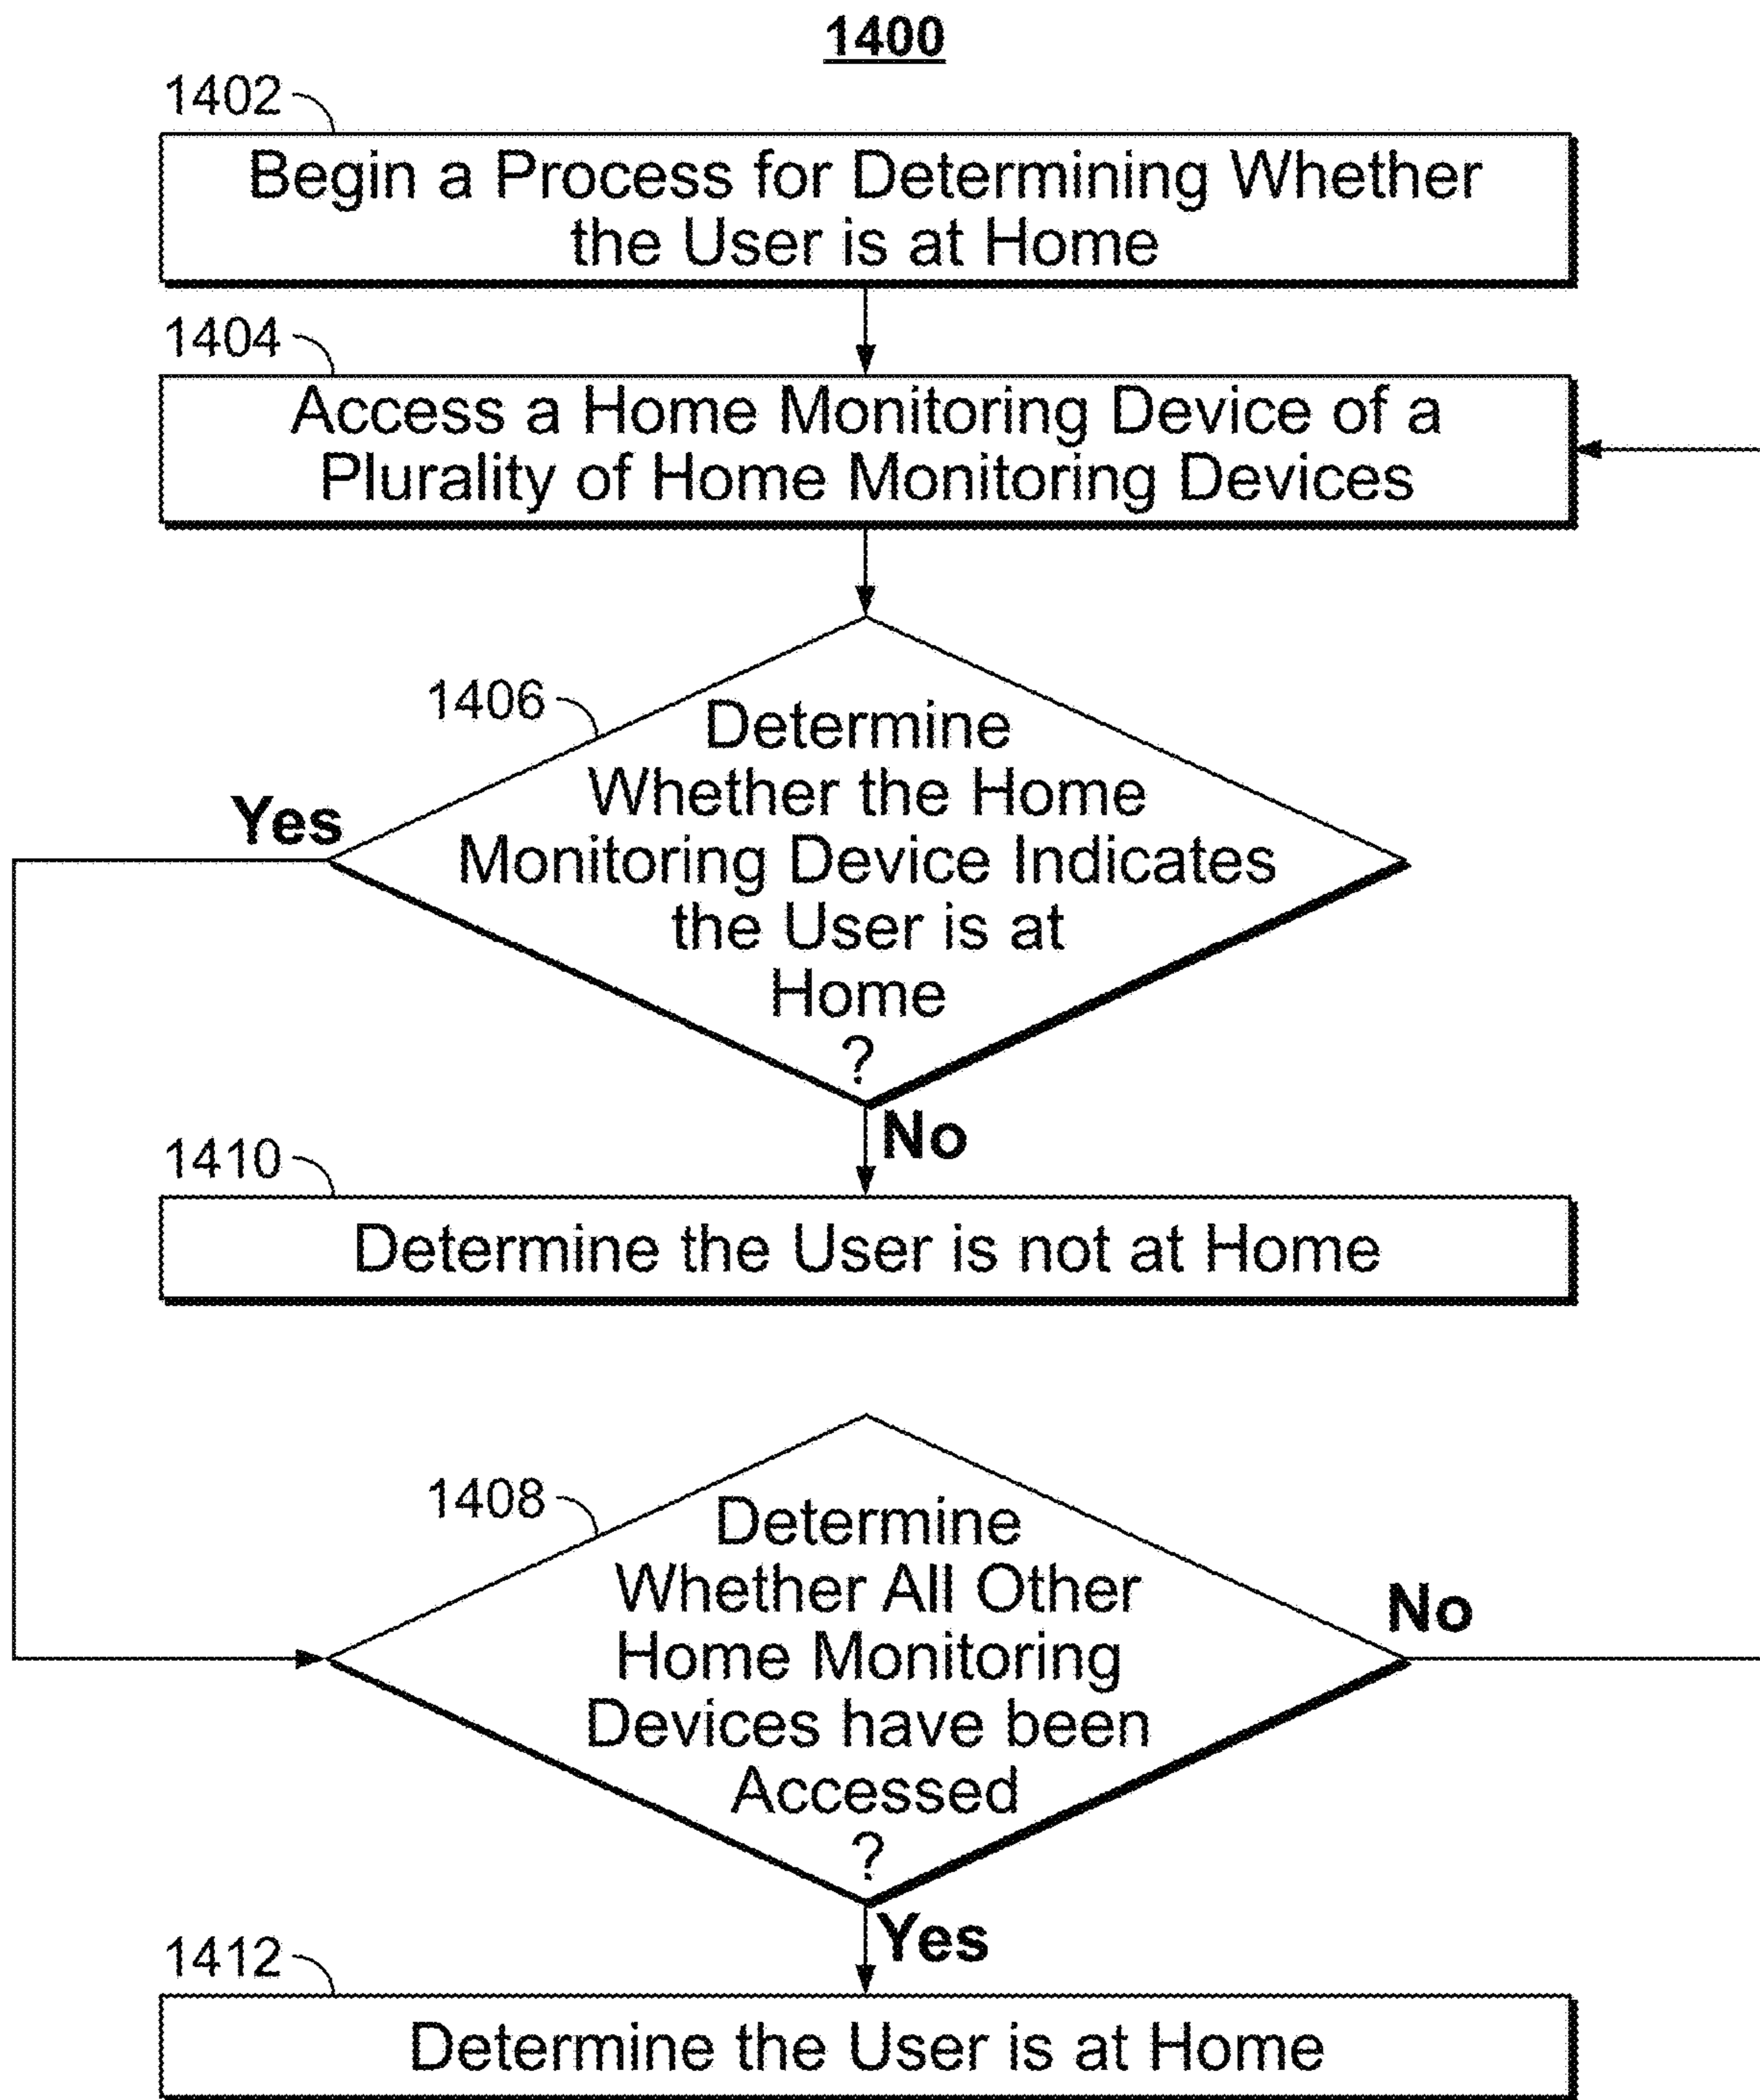 1400
1402
Begin a Process for Determining Whether
the User is at Home
1404
Access a Home Monitoring Device of a
Plurality of Home Monitoring Devices
1406
Determine
Whether the Home
Monitoring Device Indicates
the User is at
Home
?
Yes
No
1410
Determine the User is not at Home
1408
Determine
Whether All Other
Home Monitoring
Devices have been
Accessed
?
No
Yes
1412
Determine the User is at Home